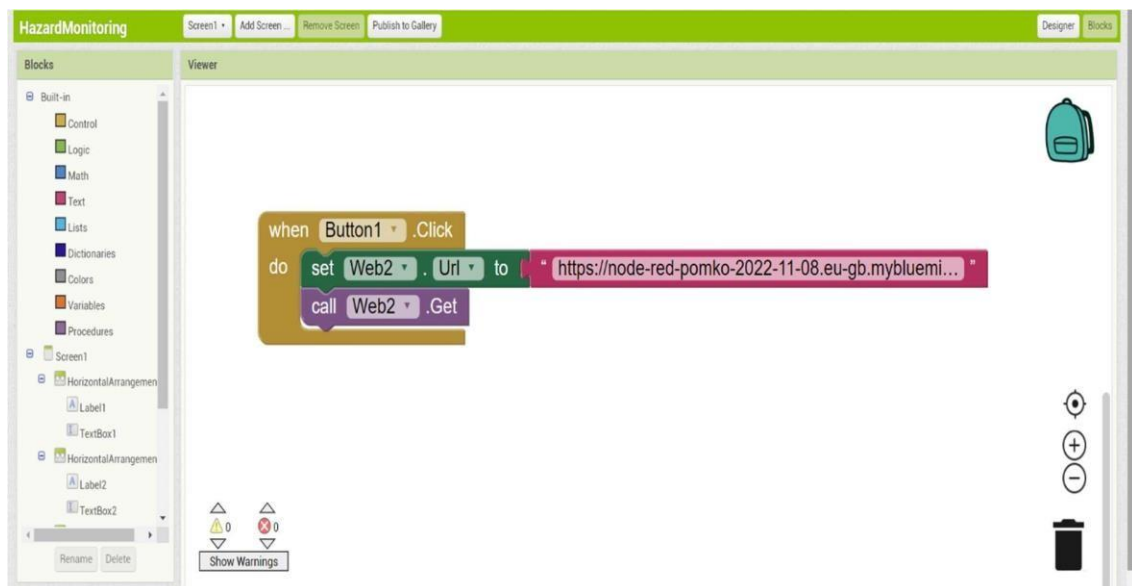 HazardMonitoring
Screen1
Add Screen ...
Remove Screen
Publish to Gallery
Designer
Blocks
Blocks
Viewer
Built-in
Control
Logic
Math
Text
Lists
Dictionaries
Colors
Variables
Procedures
Screen1
HorizontalArrangemen
Label1
TextBox1
HorizontalArrangemen
Label2
TextBox2
Rename
Delete
when Button1 .Click
do set Web2 . Url to " https://node-red-pomko-2022-11-08.eu-gb.mybluemi... "
call Web2 .Get
0
0
Show Warnings